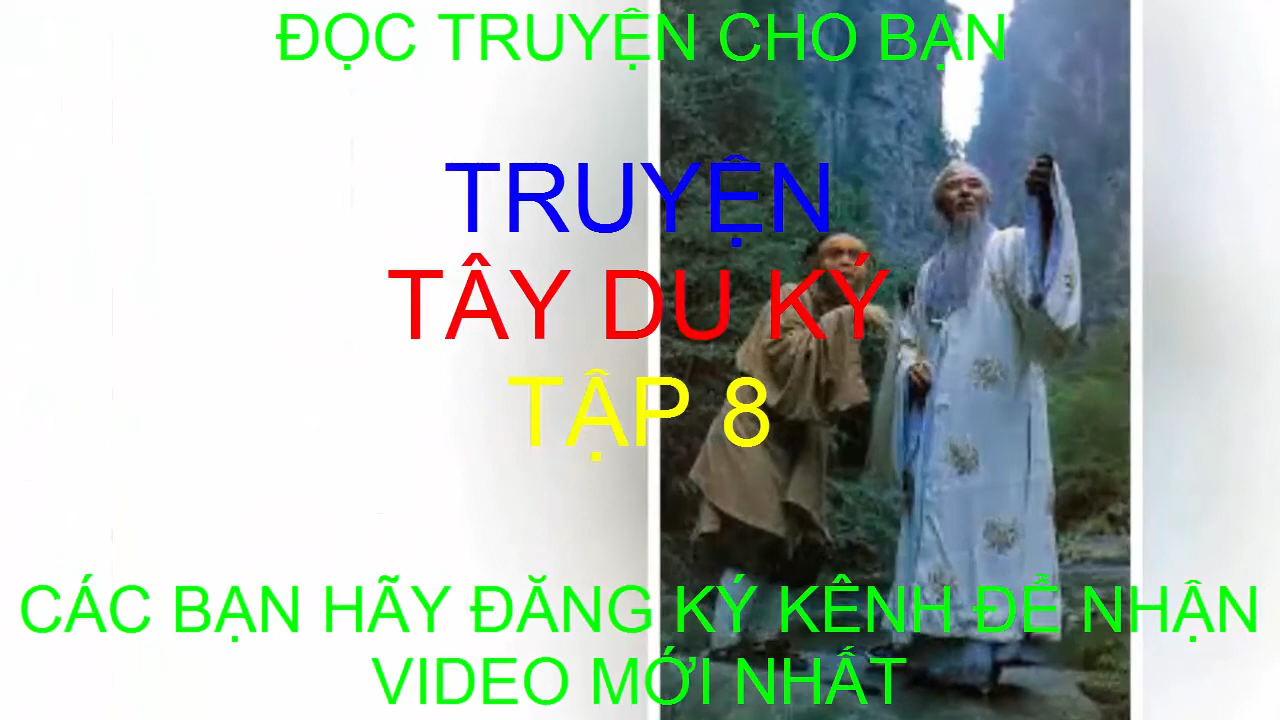 ĐỌC TRUYỆN CHO BẠN
TRUYỆN
TÂY DU KÝ
TẬP 8
CÁC BẠN HÃY ĐĂNG KÝ KÊNH ĐỂ NHẬN
VIDEO MỚI NHẤT